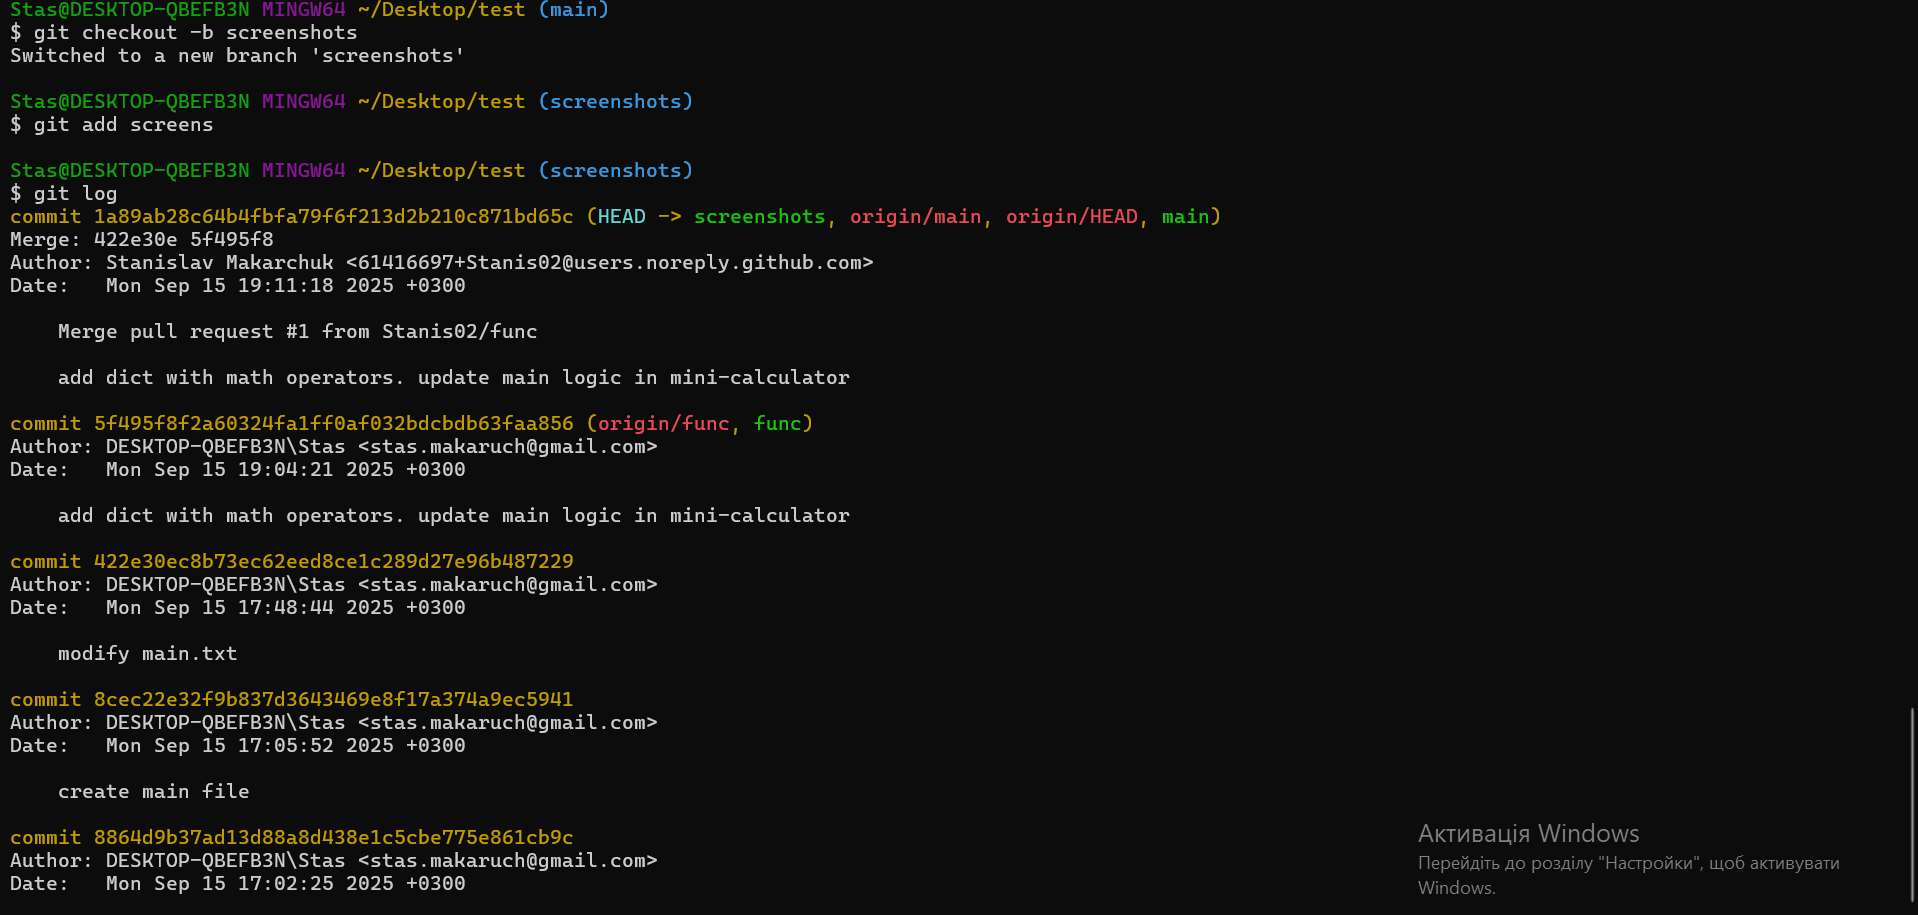 Stas@DESKTOP-QBEFB3N MINGW64 ~/Desktop/test (main)
$ git checkout -b screenshots
Switched to a new branch 'screenshots'
Stas@DESKTOP-QBEFB3N MINGW64 ~/Desktop/test (screenshots)
$ git add screens
Stas@DESKTOP-QBEFB3N MINGW64 ~/Desktop/test (screenshots)
$ git log
commit 1a89ab28c64b4fbfa79f6f213d2b210c871bd65c (HEAD -> screenshots, origin/main, origin/HEAD, main)
Merge: 422e30e 5f495f8
Author: Stanislav Makarchuk <61416697+Stanis02@users.noreply.github.com>
Date:   Mon Sep 15 19:11:18 2025 +0300
    Merge pull request #1 from Stanis02/func
    add dict with math operators. update main logic in mini-calculator
commit 5f495f8f2a60324fa1ff0af032bdcbdb63faa856 (origin/func, func)
Author: DESKTOP-QBEFB3N\Stas <stas.makaruch@gmail.com>
Date:   Mon Sep 15 19:04:21 2025 +0300
    add dict with math operators. update main logic in mini-calculator
commit 422e30ec8b73ec62eed8ce1c289d27e96b487229
Author: DESKTOP-QBEFB3N\Stas <stas.makaruch@gmail.com>
Date:   Mon Sep 15 17:48:44 2025 +0300
    modify main.txt
commit 8cec22e32f9b837d3643469e8f17a374a9ec5941
Author: DESKTOP-QBEFB3N\Stas <stas.makaruch@gmail.com>
Date:   Mon Sep 15 17:05:52 2025 +0300
    create main file
commit 8864d9b37ad13d88a8d438e1c5cbe775e861cb9c
Author: DESKTOP-QBEFB3N\Stas <stas.makaruch@gmail.com>
Date:   Mon Sep 15 17:02:25 2025 +0300
Активація Windows
Перейдіть до розділу "Настройки", щоб активувати
Windows.